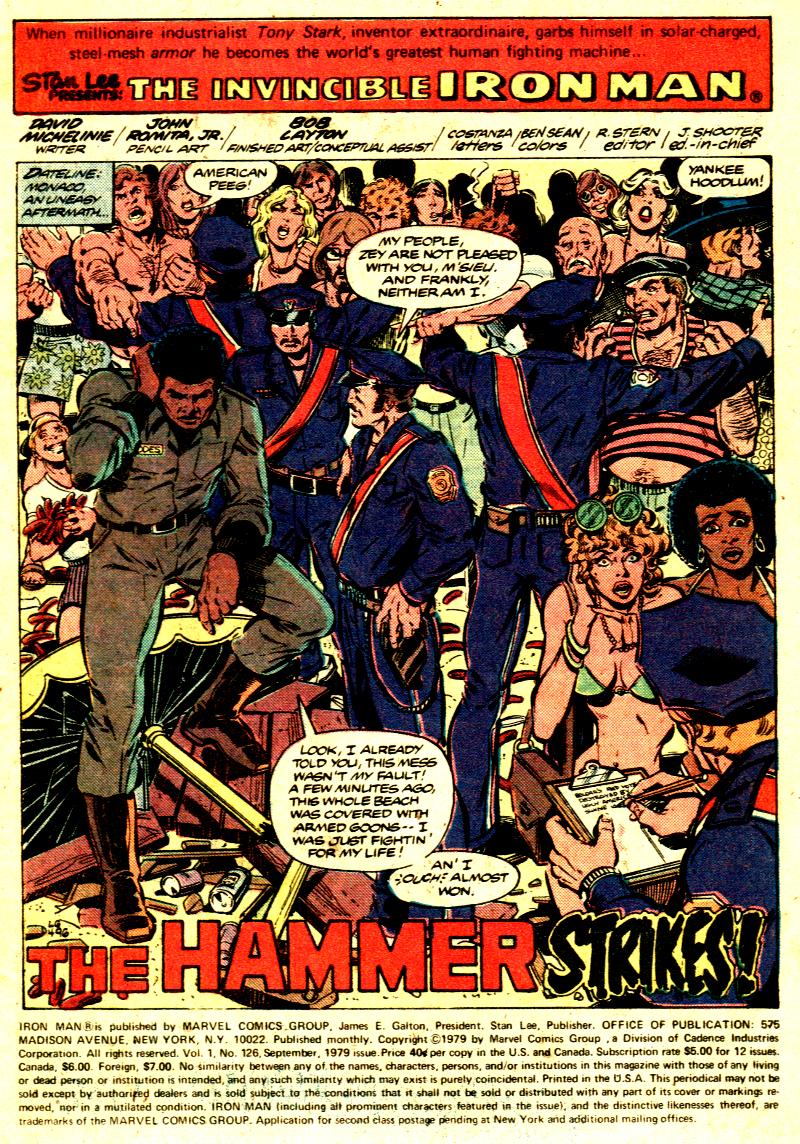 When millionaire industrialist Tony Stark, inventor extraordinaire, garbs himself in solar-charged,
steel-mesh armor he becomes the world's greatest human fighting machine...
STAN LEE
PRESENTS:
THE INVINCIBLE IRON MAN®
DAVID
MICHELINIE
WRITER
/
JOHN
ROMITA, JR.
PENCIL ART
/
BOB
LAYTON
FINISHED ART/CONCEPTUAL ASSIST
/
COSTANZA
letters
/
BEN SEAN
colors
/
R. STERN
editor
/
J. SHOOTER
ed.-in-chief
DATELINE:
MONACO,
AN UNEASY
AFTERMATH...
AMERICAN
PEEG!
YANKEE
HOODLUM!
MY PEOPLE,
ZEY ARE NOT PLEASED
WITH YOU, M'SIEU.
AND FRANKLY,
NEITHER AM I.
ODES
LOOK, I ALREADY
TOLD YOU, THIS MESS
WASN'T MY FAULT!
A FEW MINUTES AGO,
THIS WHOLE BEACH
WAS COVERED WITH
ARMED GOONS-- I
WAS JUST FIGHTIN'
FOR MY LIFE!
AN' I
:OUCH!: ALMOST
WON.
THE HAMMER STRIKES!
IRON MAN® is published by MARVEL COMICS GROUP, James E. Galton, President. Stan Lee, Publisher. OFFICE OF PUBLICATION: 575
MADISON AVENUE, NEW YORK, N.Y. 10022. Published monthly. Copyright ©1979 by Marvel Comics Group , a Division of Cadence Industries
Corporation. All rights reserved. Vol. 1, No. 126, September, 1979 issue. Price 40¢ per copy in the U.S. and Canada. Subscription rate $5.00 for 12 issues.
Canada, $6.00. Foreign, $7.00. No similarity between any of the names, characters, persons, and/or institutions in this magazine with those of any living
or dead person or institution is intended, and any such similarity which may exist is purely coincidental. Printed in the U.S.A. This periodical may not be
sold except by authorized dealers and is sold subject to the conditions that it shall not be sold or distributed with any part of its cover or markings re-
moved, nor in a mutilated condition. IRON MAN (including all prominent characters featured in the issue), and the distinctive likenesses thereof, are
trademarks of the MARVEL COMICS GROUP. Application for second class postage pending at New York and additional mailing offices.